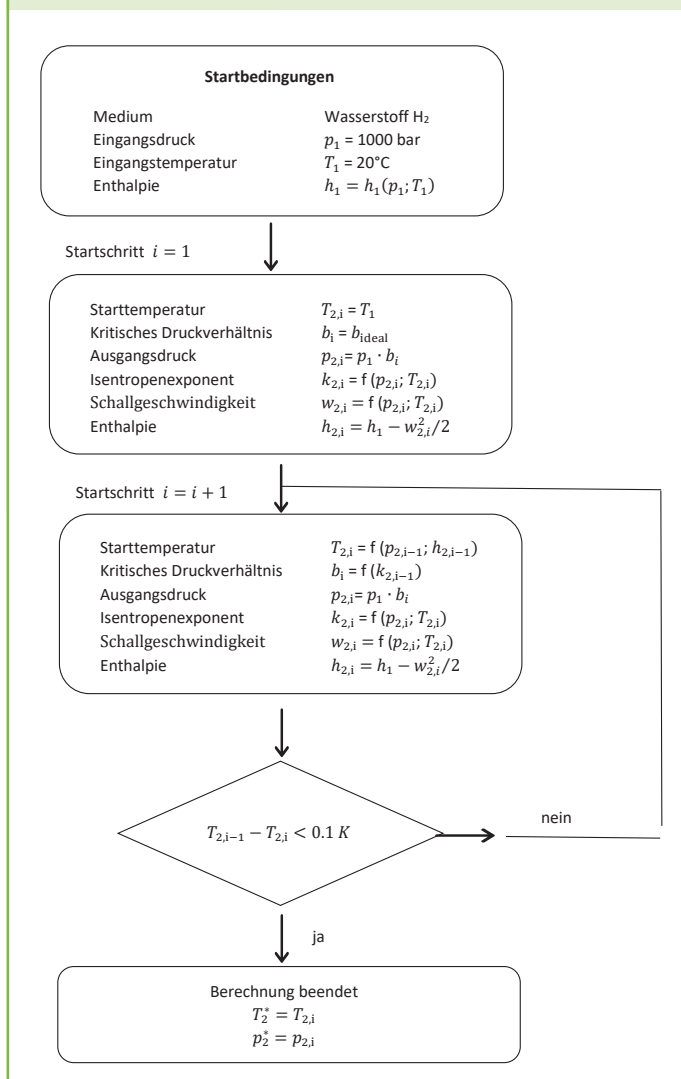 Startbedingungen
Medium Wasserstoff H₂
Eingangsdruck p₁ = 1000 bar
Eingangstemperatur T₁ = 20°C
Enthalpie h₁ = h₁(p₁; T₁)
Startschritt i = 1
Starttemperatur T₂,ᵢ = T₁
Kritisches Druckverhältnis bᵢ = b_ideal
Ausgangsdruck p₂,ᵢ= p₁ · bᵢ
Isentropenexponent k₂,ᵢ = f (p₂,ᵢ; T₂,ᵢ)
Schallgeschwindigkeit w₂,ᵢ = f (p₂,ᵢ; T₂,ᵢ)
Enthalpie h₂,ᵢ = h₁ − w²₂,ᵢ/2
Startschritt i = i + 1
Starttemperatur T₂,ᵢ = f (p₂,ᵢ₋₁; h₂,ᵢ₋₁)
Kritisches Druckverhältnis bᵢ = f (k₂,ᵢ₋₁)
Ausgangsdruck p₂,ᵢ= p₁ · bᵢ
Isentropenexponent k₂,ᵢ = f (p₂,ᵢ; T₂,ᵢ)
Schallgeschwindigkeit w₂,ᵢ = f (p₂,ᵢ; T₂,ᵢ)
Enthalpie h₂,ᵢ = h₁ − w²₂,ᵢ/2
T₂,ᵢ₋₁ − T₂,ᵢ < 0.1 K
nein
ja
Berechnung beendet
T₂* = T₂,ᵢ
p₂* = p₂,ᵢ